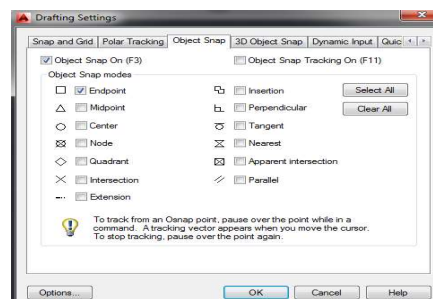 Drafting Settings
Snap and Grid Polar Tracking Object Snap 3D Object Snap Dynamic Input Quic
Object Snap On (F3) Object Snap Tracking On (F11)
Object Snap modes
Endpoint Insertion Select All
Midpoint Perpendicular Clear All
Center Tangent
Node Nearest
Quadrant Apparent intersection
Intersection Parallel
Extension
To track from an Osnap point, pause over the point while in a
command. A tracking vector appears when you move the cursor.
To stop tracking, pause over the point again.
Options... OK Cancel Help